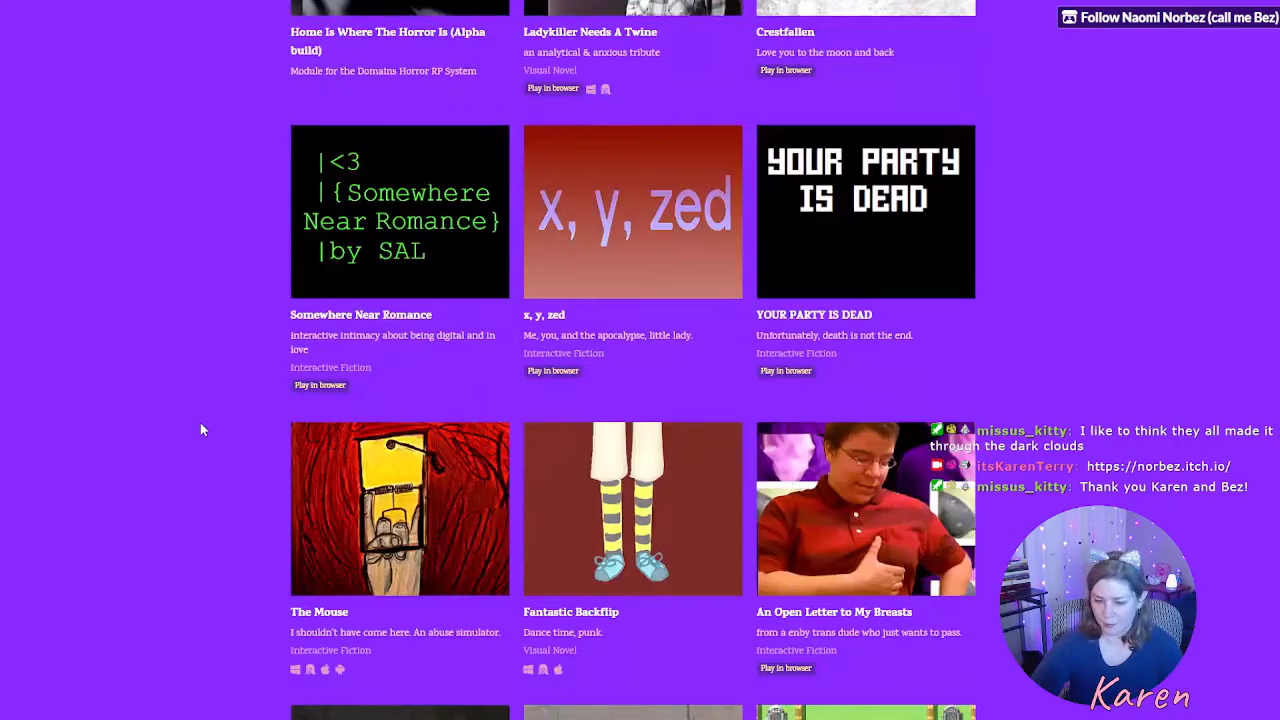 Follow Naomi Norbez (call me Bez)
Home Is Where The Horror Is (Alpha
build)
Module for the Domains Horror RP System
Ladykiller Needs A Twine
an analytical & anxious tribute
Visual Novel
Play in browser
Crestfallen
Love you to the moon and back
Play in browser
|<3
|{Somewhere
Near Romance}
|by SAL
x, y, zed
YOUR PARTY
IS DEAD
Somewhere Near Romance
interactive intimacy about being digital and in
love
Interactive Fiction
Play in browser
x, y, zed
Me, you, and the apocalypse, little lady.
Interactive Fiction
Play in browser
YOUR PARTY IS DEAD
Unfortunately, death is not the end.
Interactive Fiction
Play in browser
The Mouse
I shouldn't have come here. An abuse simulator.
Interactive Fiction
Fantastic Backflip
Dance time, punk.
Visual Novel
An Open Letter to My Breasts
from a enby trans dude who just wants to pass.
Interactive Fiction
Play in browser
missus_kitty: I like to think they all made it
through the dark clouds
itsKarenTerry: https://norbez.itch.io/
missus_kitty: Thank you Karen and Bez!
Karen